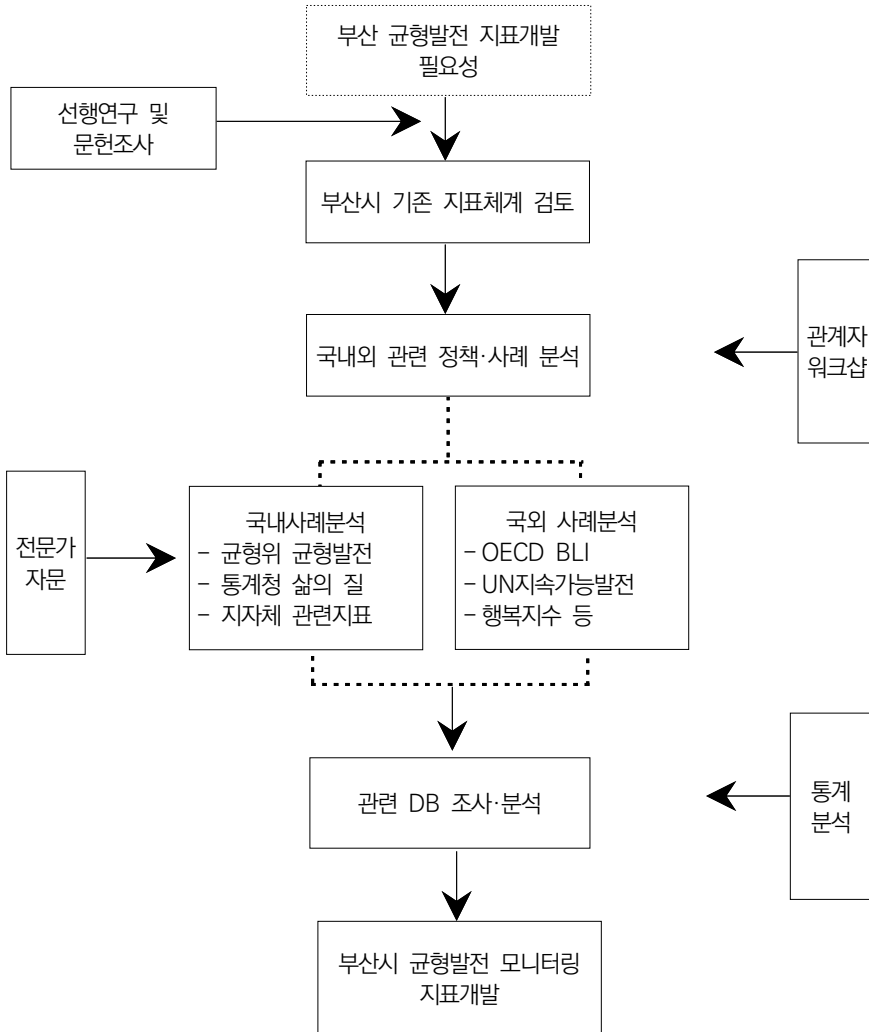 부산 균형발전 지표개발
필요성
선행연구 및
문헌조사
부산시 기존 지표체계 검토
국내외 관련 정책·사례 분석
관계자
워크샵
전문가
자문
국내사례분석
- 균형위 균형발전
- 통계청 삶의 질
- 지자체 관련지표
국외 사례분석
- OECD BLI
- UN지속가능발전
- 행복지수 등
관련 DB 조사·분석
통계
분석
부산시 균형발전 모니터링
지표개발